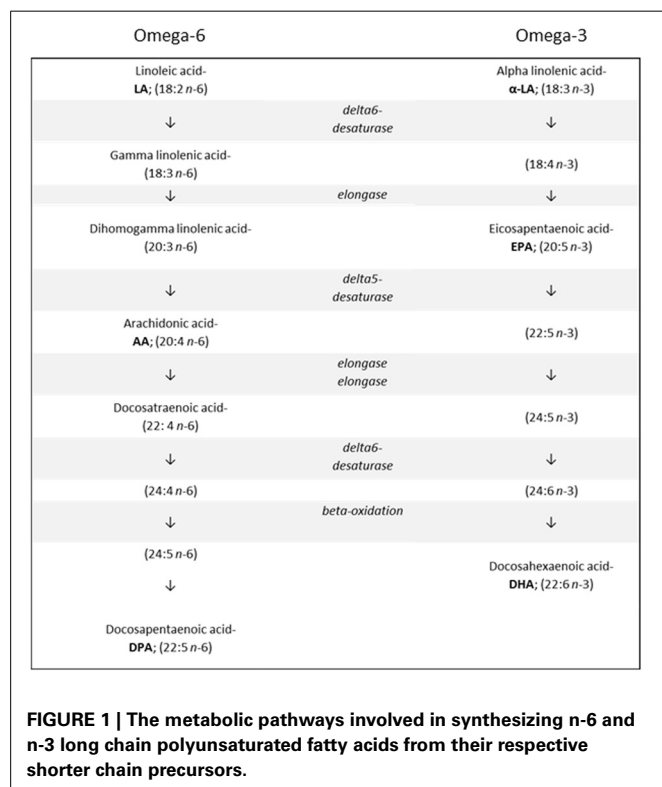 Omega-6 Omega-3
Linoleic acid- Alpha linolenic acid-
LA; (18:2 n-6) α-LA; (18:3 n-3)
↓ delta6- ↓
desaturase
Gamma linolenic acid- (18:4 n-3)
(18:3 n-6)
↓ elongase ↓
Dihomogamma linolenic acid- Eicosapentaenoic acid-
(20:3 n-6) EPA; (20:5 n-3)
↓ delta5- ↓
desaturase
Arachidonic acid- (22:5 n-3)
AA; (20:4 n-6)
↓ elongase ↓
elongase
Docosatraenoic acid- (24:5 n-3)
(22: 4 n-6)
↓ delta6- ↓
desaturase
(24:4 n-6) (24:6 n-3)
↓ beta-oxidation ↓
(24:5 n-6) Docosahexaenoic acid-
↓ DHA; (22:6 n-3)
Docosapentaenoic acid-
DPA; (22:5 n-6)
FIGURE 1 | The metabolic pathways involved in synthesizing n-6 and
n-3 long chain polyunsaturated fatty acids from their respective
shorter chain precursors.